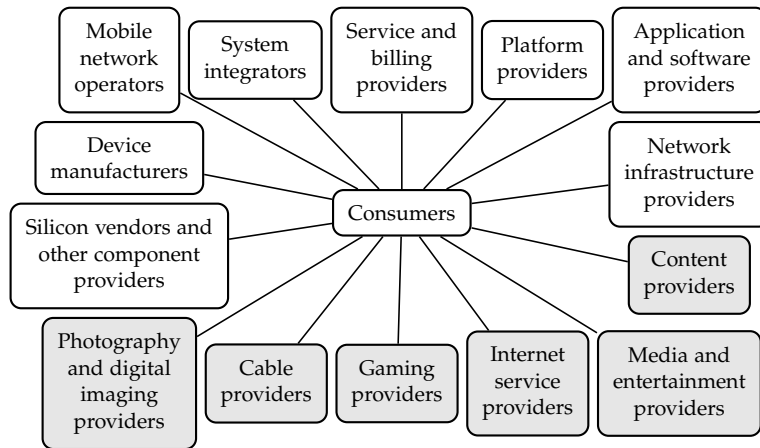 Mobile
network
operators
System
integrators
Service and
billing
providers
Platform
providers
Application
and software
providers
Device
manufacturers
Network
infrastructure
providers
Consumers
Silicon vendors and
other component
providers
Content
providers
Photography
and digital
imaging
providers
Cable
providers
Gaming
providers
Internet
service
providers
Media and
entertainment
providers